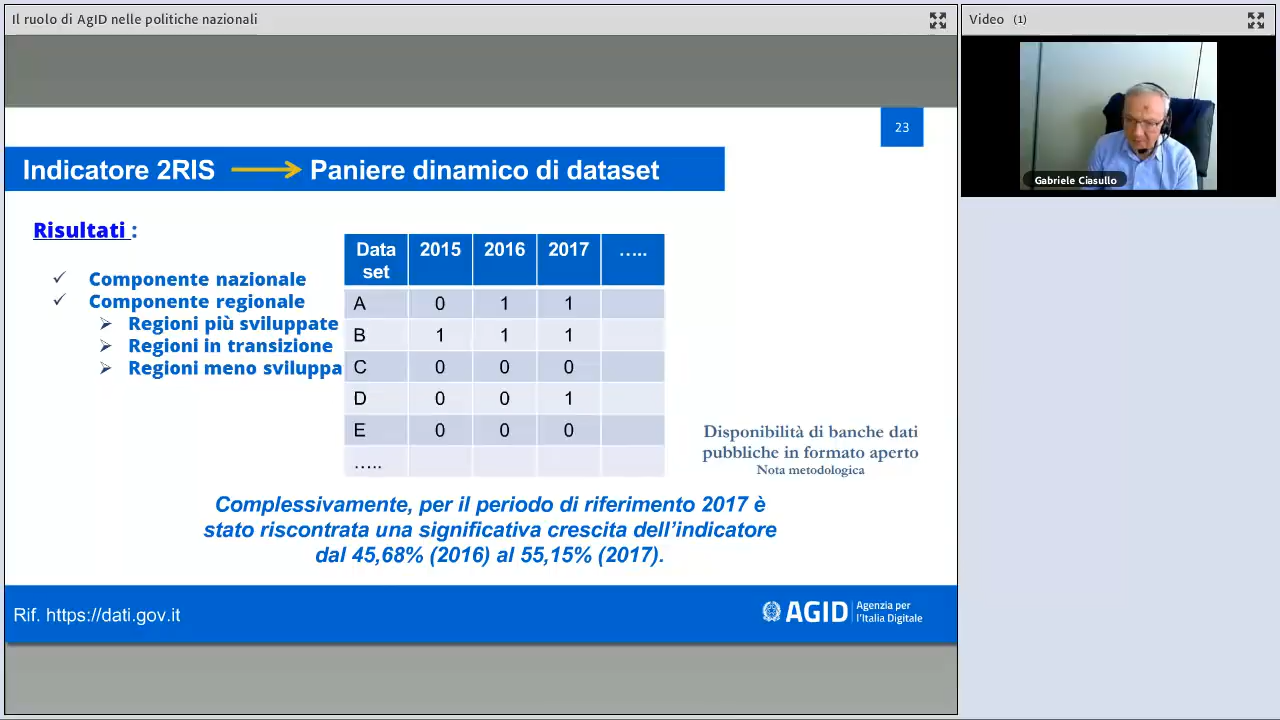 Il ruolo di AgID nelle politiche nazionali
Video (1)
Gabriele Ciasullo
23
Indicatore 2RIS Paniere dinamico di dataset
Risultati :
Componente nazionale
Componente regionale
Regioni più sviluppate
Regioni in transizione
Regioni meno sviluppa
Data set 2015 2016 2017 …..
A 0 1 1
B 1 1 1
C 0 0 0
D 0 0 1
E 0 0 0
…..
Disponibilità di banche dati
pubbliche in formato aperto
Nota metodologica
Complessivamente, per il periodo di riferimento 2017 è
stato riscontrata una significativa crescita dell’indicatore
dal 45,68% (2016) al 55,15% (2017).
Rif. https://dati.gov.it
AGID Agenzia per
l'Italia Digitale